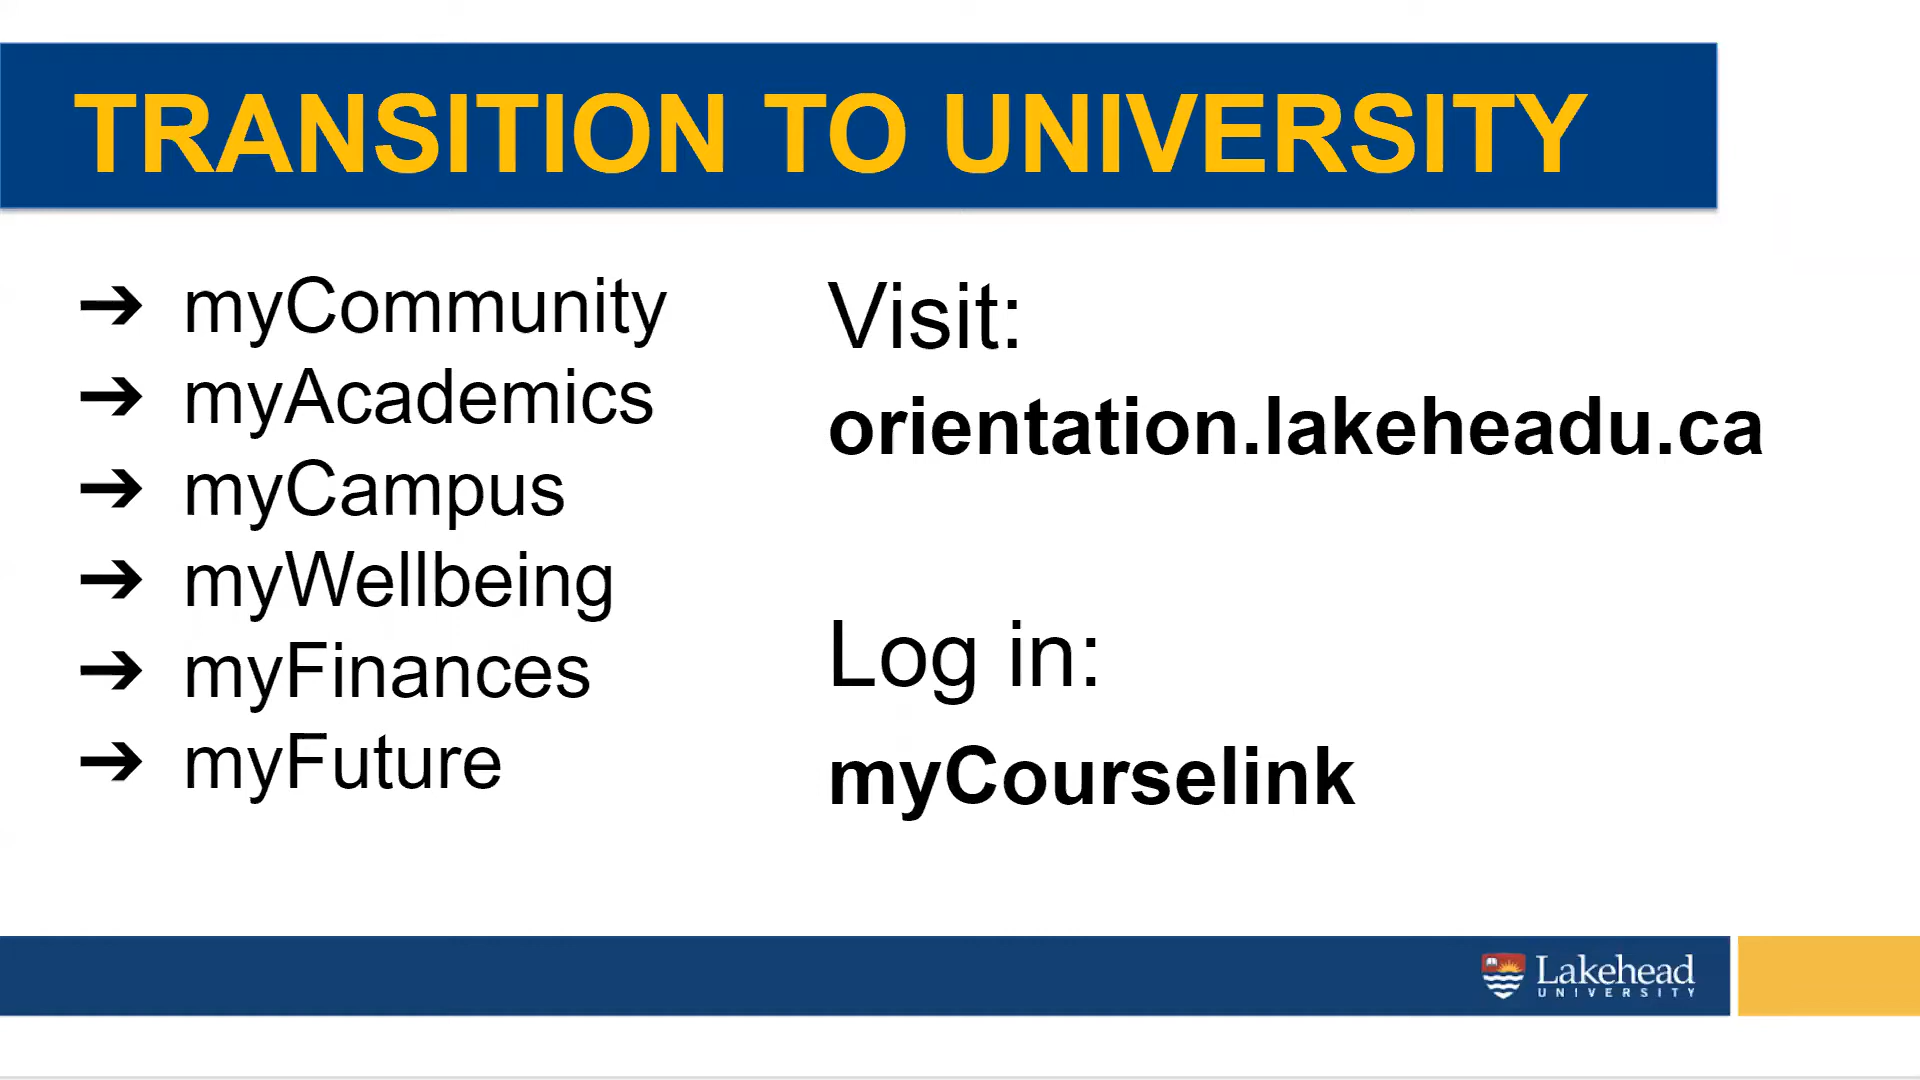 TRANSITION TO UNIVERSITY
➔ myCommunity
➔ myAcademics
➔ myCampus
➔ myWellbeing
➔ myFinances
➔ myFuture
Visit:
orientation.lakeheadu.ca
Log in:
myCourselink
Lakehead
UNIVERSITY